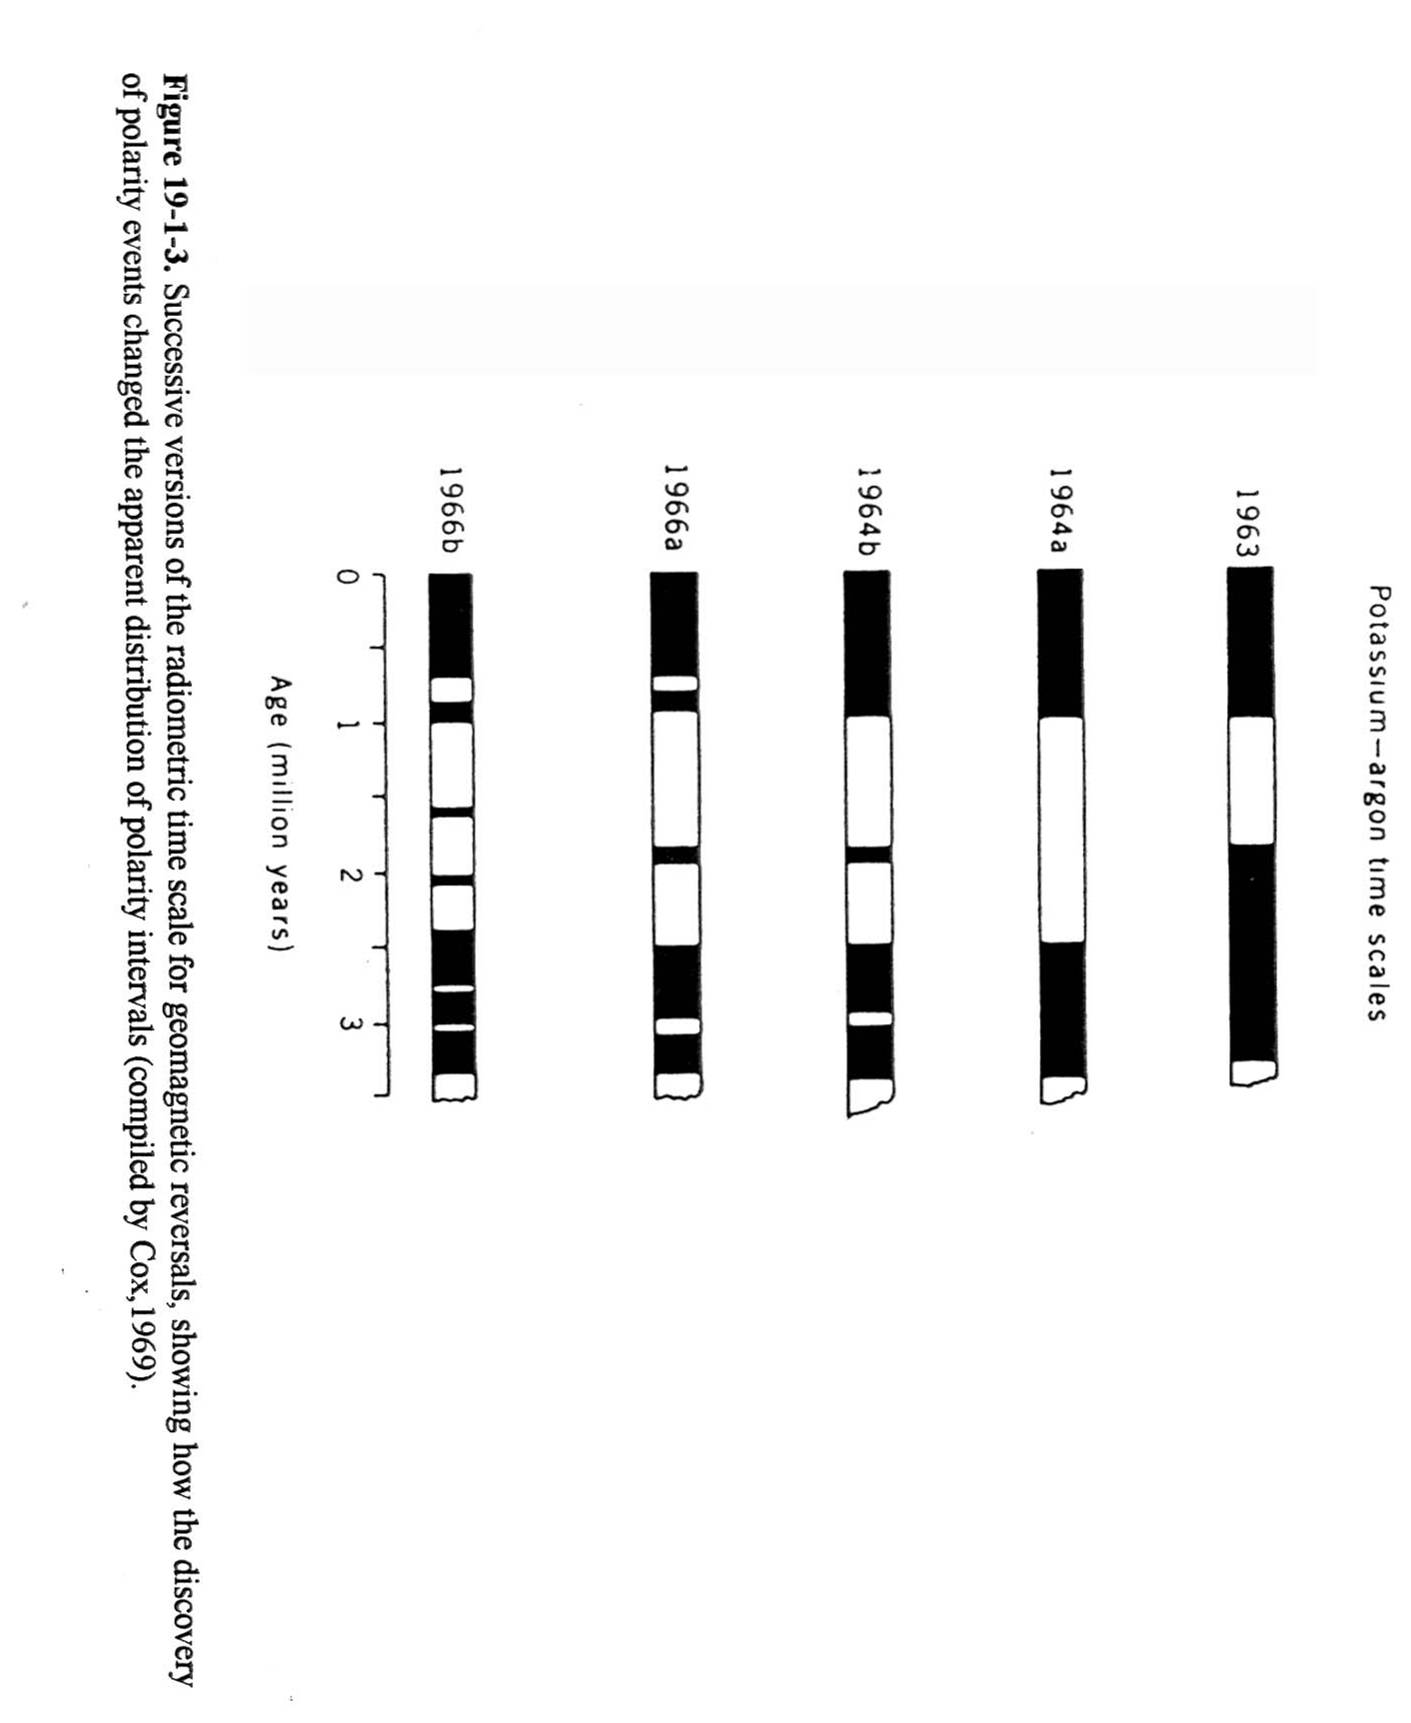 Potassium–argon time scales
1963
1964a
1964b
1966a
1966b
0 1 2 3
Age (million years)
Figure 19-1-3. Successive versions of the radiometric time scale for geomagnetic reversals, showing how the discovery
of polarity events changed the apparent distribution of polarity intervals (compiled by Cox, 1969).